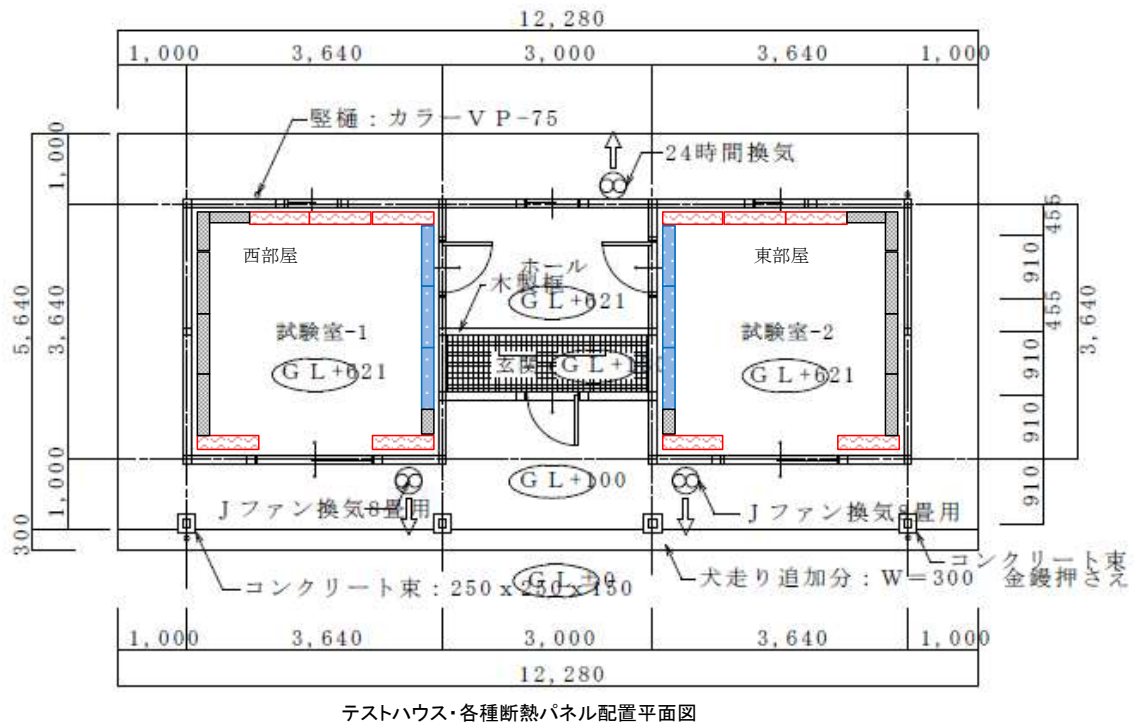 12,280
1,000
3,640
3,000
3,640
1,000
竪樋：カラーＶＰ-75
24時間換気
1,000
5,640
3,640
1,000
300
西部屋
ホール
木製框
ＧＬ+621
東部屋
試験室-1
ＧＬ+621
玄関
試験室-2
ＧＬ+621
455
910
455
910
910
910
3,640
ＧＬ+100
Ｊファン換気8畳用
Ｊファン換気8畳用
コンクリート束：250ｘ250ｘ150
ＧＬ±0
犬走り追加分：Ｗ＝300
コンクリート束
金鏝押さえ
1,000
3,640
3,000
3,640
1,000
12,280
テストハウス・各種断熱パネル配置平面図